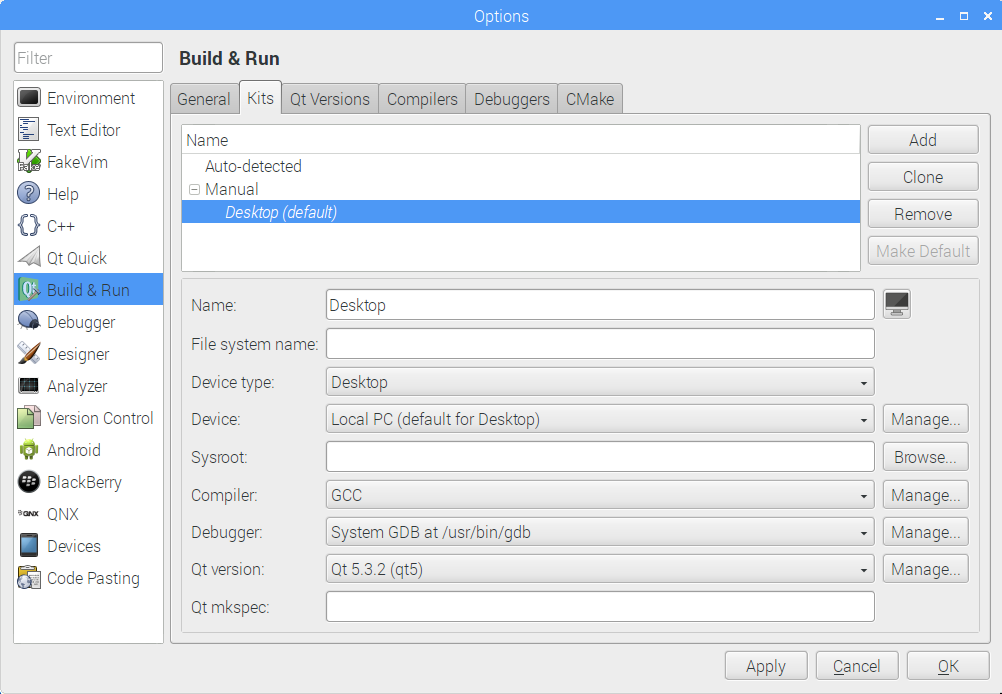 Options
Filter
Build & Run
Environment
Text Editor
FakeVim
Help
C++
Qt Quick
Build & Run
Debugger
Designer
Analyzer
Version Control
Android
BlackBerry
QNX
QNX
Devices
Code Pasting
General Kits Qt Versions Compilers Debuggers CMake
Name
Auto-detected
Manual
Desktop (default)
Add
Clone
Remove
Make Default
Name: Desktop
File system name:
Device type: Desktop
Device: Local PC (default for Desktop) Manage...
Sysroot: Browse...
Compiler: GCC Manage...
Debugger: System GDB at /usr/bin/gdb Manage...
Qt version: Qt 5.3.2 (qt5) Manage...
Qt mkspec:
Apply Cancel OK